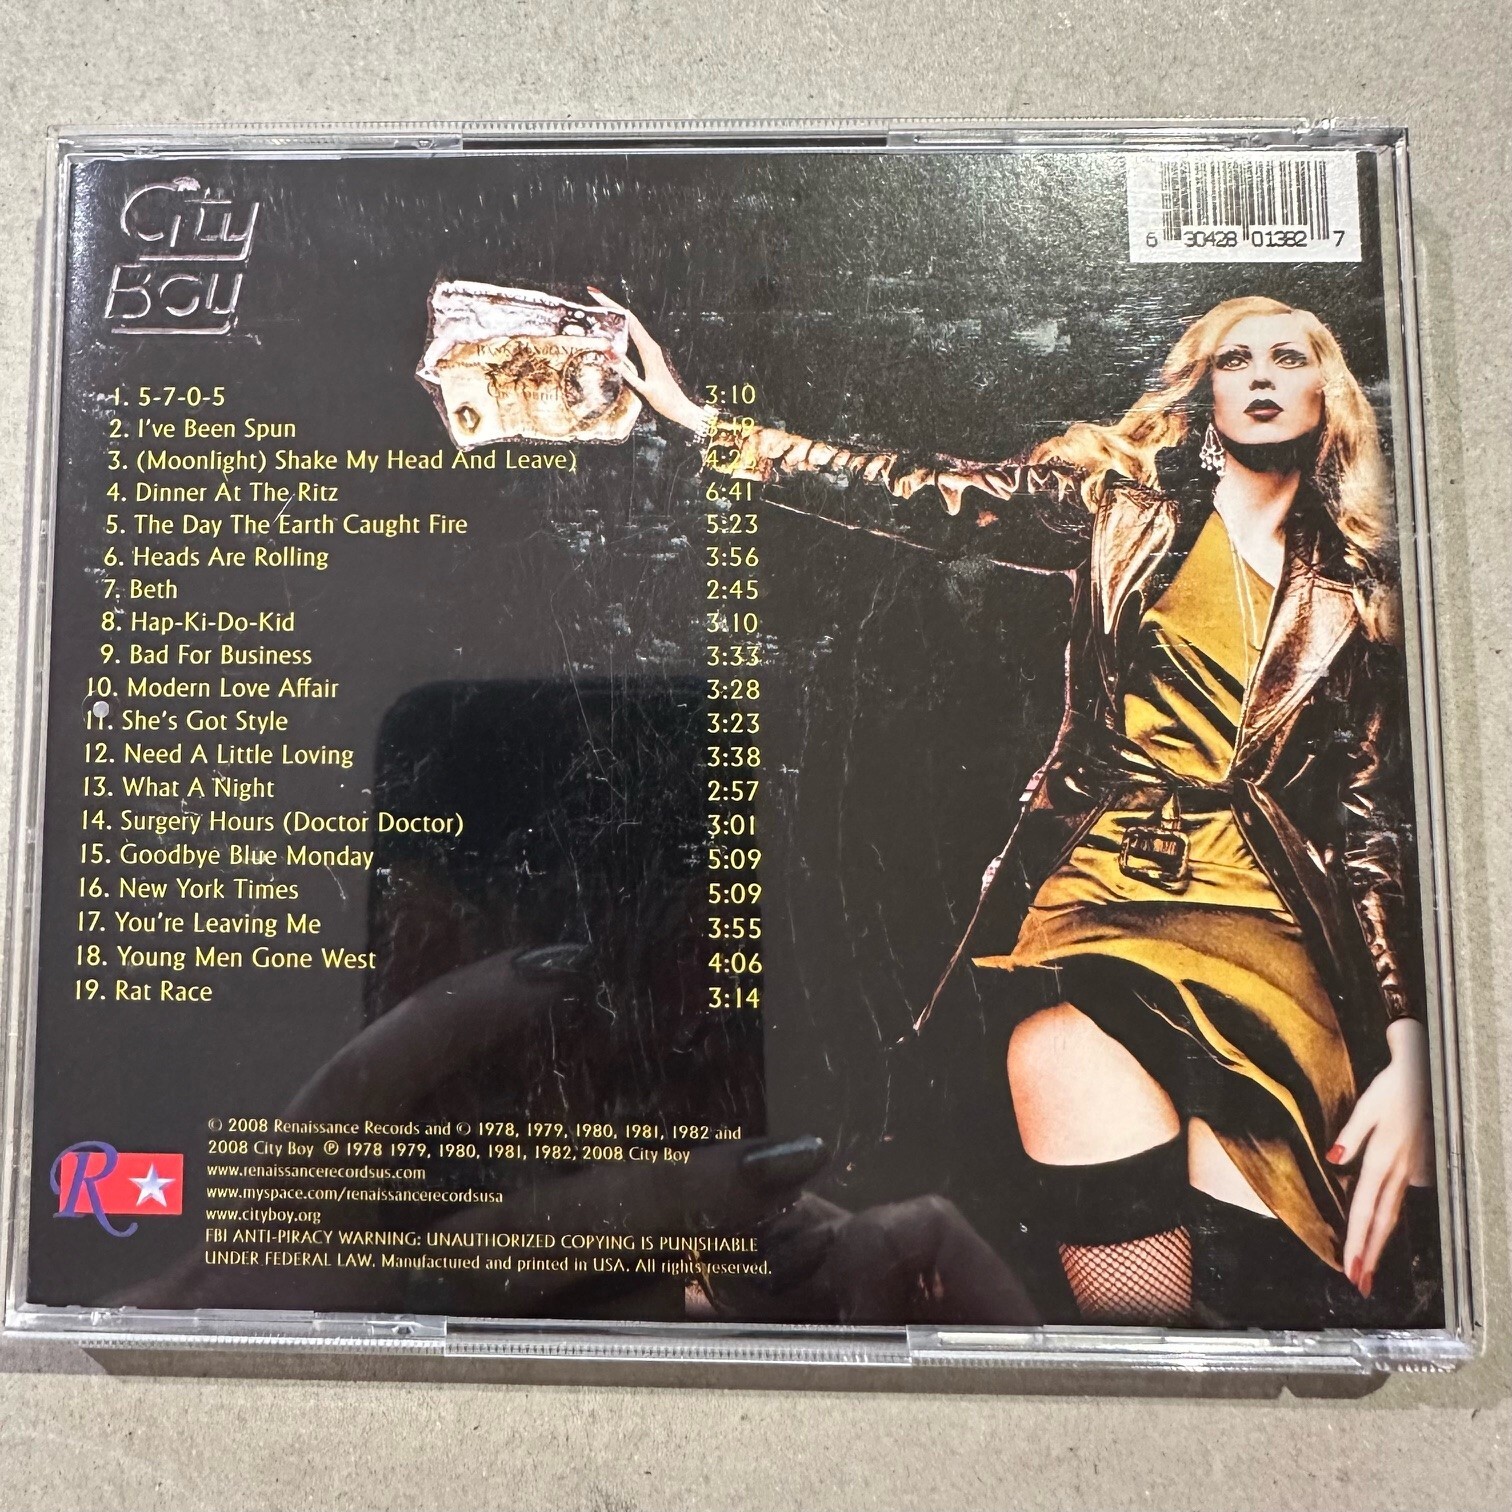 City
Boy
6 30428 01382 7
1. 5-7-0-5 3:10
2. I've Been Spun 3:19
3. (Moonlight) Shake My Head And Leave)
4. Dinner At The Ritz 6:41
5. The Day The Earth Caught Fire 5:23
6. Heads Are Rolling 3:56
7. Beth 2:45
8. Hap-Ki-Do-Kid 3:10
9. Bad For Business 3:33
10. Modern Love Affair 3:28
11. She's Got Style 3:23
12. Need A Little Loving 3:38
13. What A Night 2:57
14. Surgery Hours (Doctor Doctor) 3:01
15. Goodbye Blue Monday 5:09
16. New York Times 5:09
17. You're Leaving Me 3:55
18. Young Men Gone West 4:06
19. Rat Race 3:14
R
© 2008 Renaissance Records and © 1978, 1979, 1980, 1981, 1982 and
2008 City Boy ℗ 1978 1979, 1980, 1981, 1982, 2008 City Boy
www.renaissancerecordsus.com
www.myspace.com/renaissancerecordsusa
www.cityboy.org
FBI ANTI-PIRACY WARNING: UNAUTHORIZED COPYING IS PUNISHABLE
UNDER FEDERAL LAW. Manufactured and printed in USA. All rights reserved.